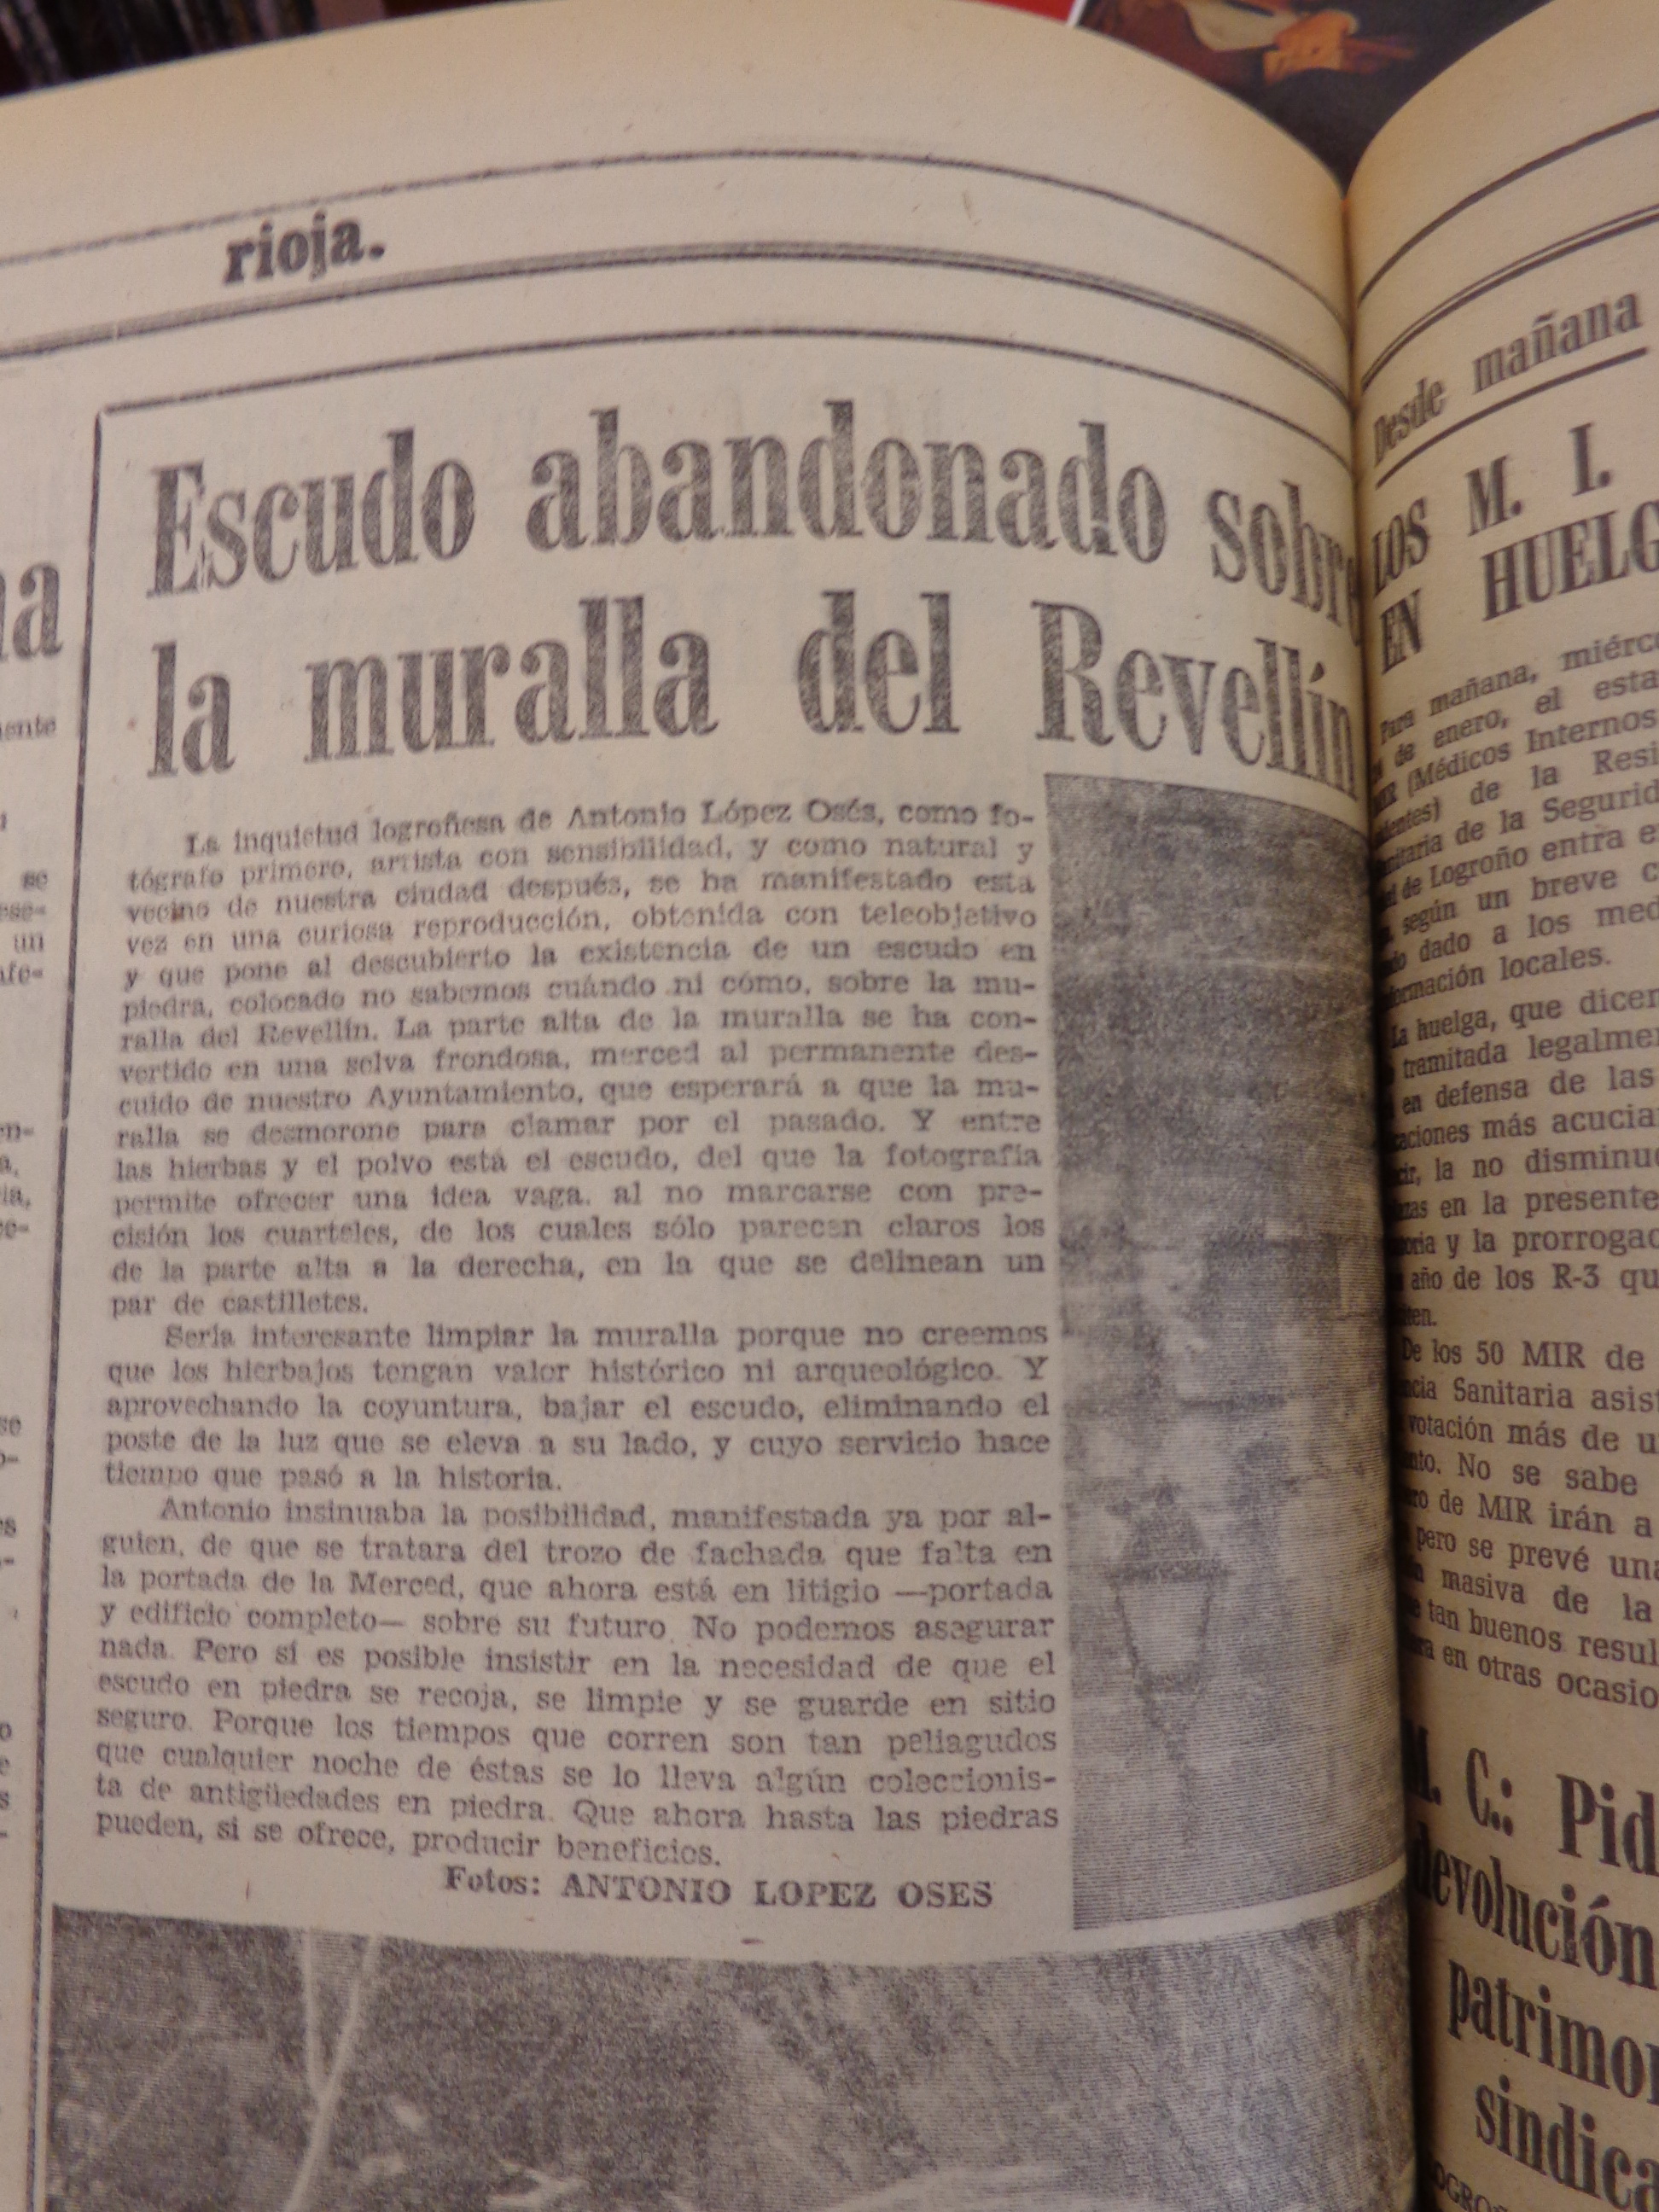 rioja.
Escudo abandonado sobre
la muralla del Revellín
La inquietud logroñesa de Antonio López Osés, como fo-
tógrafo primero, artista con sensibilidad, y como natural y
vecino de nuestra ciudad después, se ha manifestado esta
vez en una curiosa reproducción, obtenida con teleobjetivo
y que pone al descubierto la existencia de un escudo en
piedra, colocado no sabemos cuándo ni cómo, sobre la mu-
ralla del Revellín. La parte alta de la muralla se ha con-
vertido en una selva frondosa, merced al permanente des-
cuido de nuestro Ayuntamiento, que esperará a que la mu-
ralla se desmorone para clamar por el pasado. Y entre
las hierbas y el polvo está el escudo, del que la fotografía
permite ofrecer una idea vaga, al no marcarse con pre-
cisión los cuarteles, de los cuales sólo parecen claros los
de la parte alta a la derecha, en la que se delinean un
par de castilletes.
Sería interesante limpiar la muralla porque no creemos
que los hierbajos tengan valor histórico ni arqueológico. Y
aprovechando la coyuntura, bajar el escudo, eliminando el
poste de la luz que se eleva a su lado, y cuyo servicio hace
tiempo que pasó a la historia.
Antonio insinuaba la posibilidad, manifestada ya por al-
guien, de que se tratara del trozo de fachada que falta en
la portada de la Merced, que ahora está en litigio —portada
y edificio completo— sobre su futuro. No podemos asegurar
nada. Pero sí es posible insistir en la necesidad de que el
escudo en piedra se recoja, se limpie y se guarde en sitio
seguro. Porque los tiempos que corren son tan peliagudos
que cualquier noche de éstas se lo lleva algún coleccionis-
ta de antigüedades en piedra. Que ahora hasta las piedras
pueden, si se ofrece, producir beneficios.
Fotos: ANTONIO LOPEZ OSES
Desde mañana
LOS M. I.
EN HUELG
Para mañana, miérc
de enero, el esta
MIR (Médicos Internos
de la Resi
de la Segurid
de Logroño entra e
según un breve c
dado a los med
locales.
La huelga, que dicen
tramitada legalme
en defensa de las
más acucia
la no disminu
en la presente
y la prorrogac
año de los R-3 qu
De los 50 MIR de
Sanitaria asis
votación más de u
No se sabe
de MIR irán a
pero se prevé una
masiva de la
tan buenos resul
en otras ocasio
M. C.: Pid
devolución
patrimo
sindica